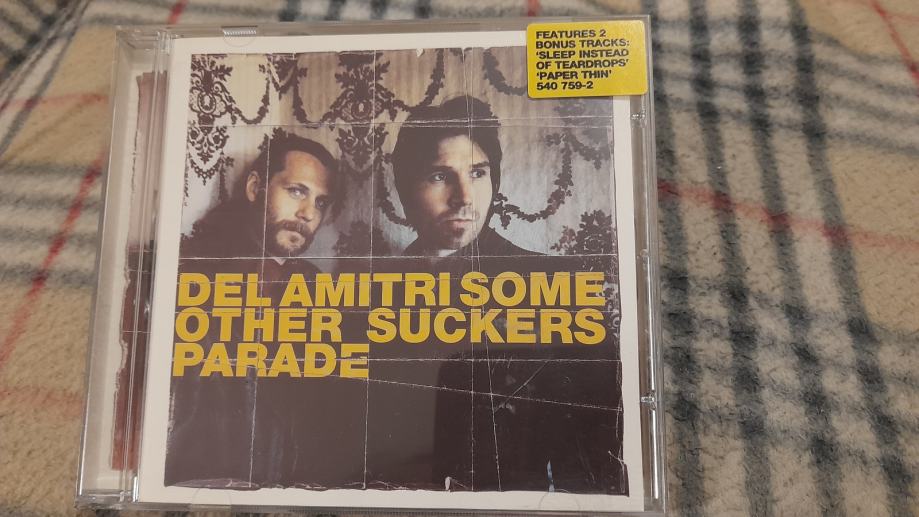 FEATURES 2
BONUS TRACKS:
'SLEEP INSTEAD
OF TEARDROPS'
'PAPER THIN'
540 759-2
DEL AMITRI SOME
OTHER SUCKERS
PARADE